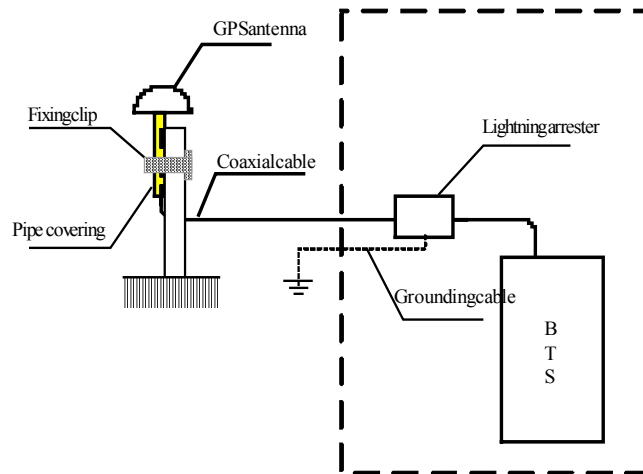 GPSantenna
Fixingclip
Lightningarrester
Coaxialcable
Pipe covering
Groundingcable
B
T
S